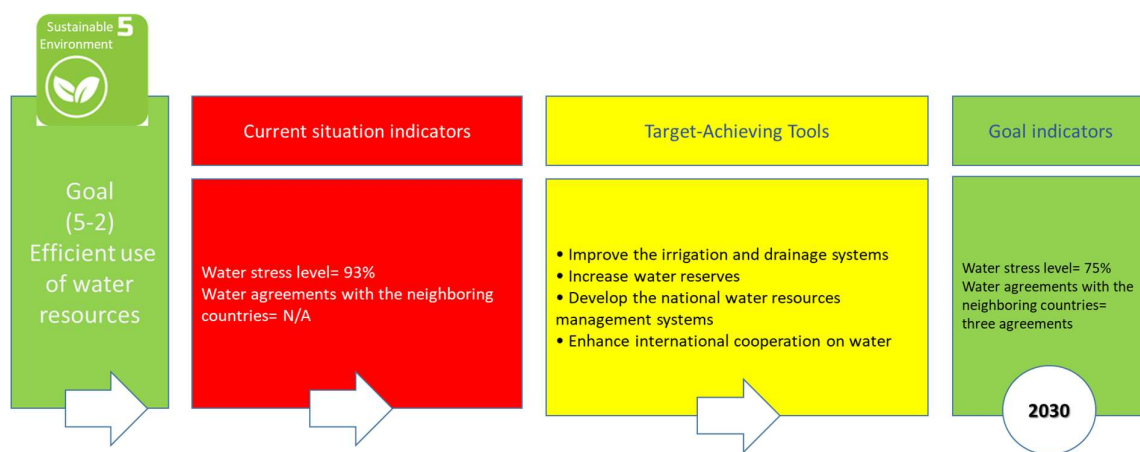 Sustainable 5
Environment
Goal
(5-2)
Efficient use
of water
resources
Current situation indicators
Water stress level= 93%
Water agreements with the neighboring
countries= N/A
Target-Achieving Tools
• Improve the irrigation and drainage systems
• Increase water reserves
• Develop the national water resources
management systems
• Enhance international cooperation on water
Goal indicators
Water stress level= 75%
Water agreements with the
neighboring countries=
three agreements
2030